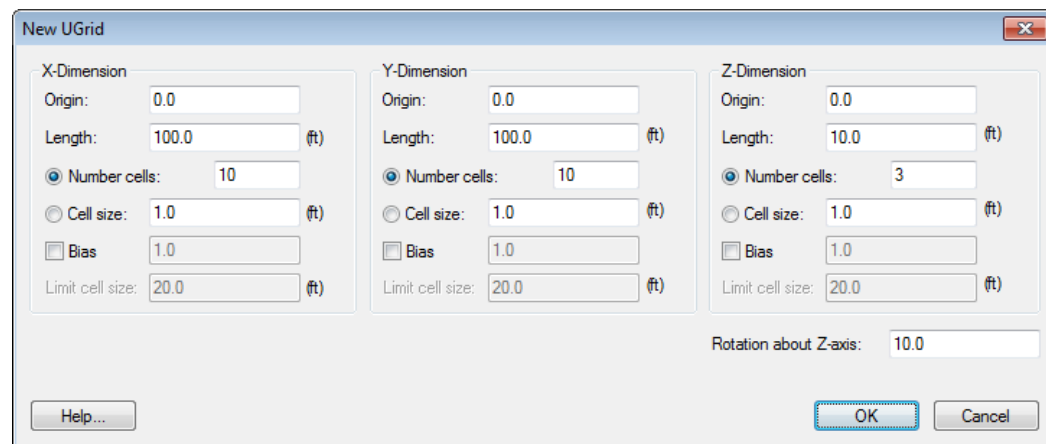 New UGrid
X-Dimension Y-Dimension Z-Dimension
Origin: 0.0 Origin: 0.0 Origin: 0.0
Length: 100.0 (ft) Length: 100.0 (ft) Length: 10.0 (ft)
Number cells: 10 Number cells: 10 Number cells: 3
Cell size: 1.0 (ft) Cell size: 1.0 (ft) Cell size: 1.0 (ft)
Bias 1.0 Bias 1.0 Bias 1.0
Limit cell size: 20.0 (ft) Limit cell size: 20.0 (ft) Limit cell size: 20.0 (ft)
Rotation about Z-axis: 10.0
Help... OK Cancel